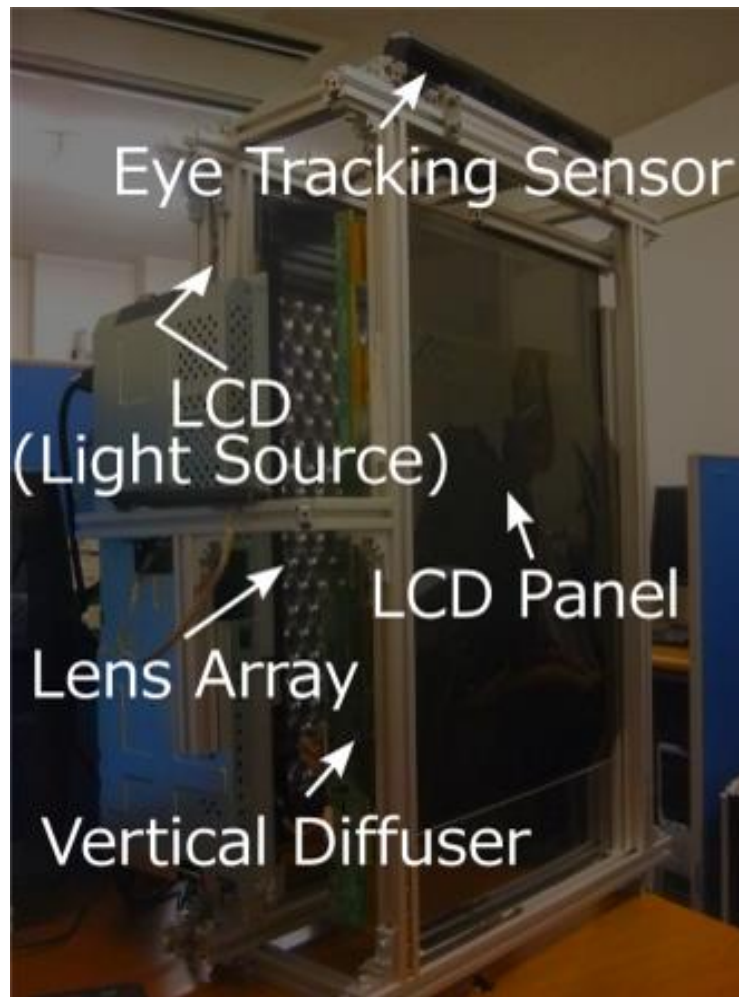 Eye Tracking Sensor
LCD
(Light Source)
LCD Panel
Lens Array
Vertical Diffuser